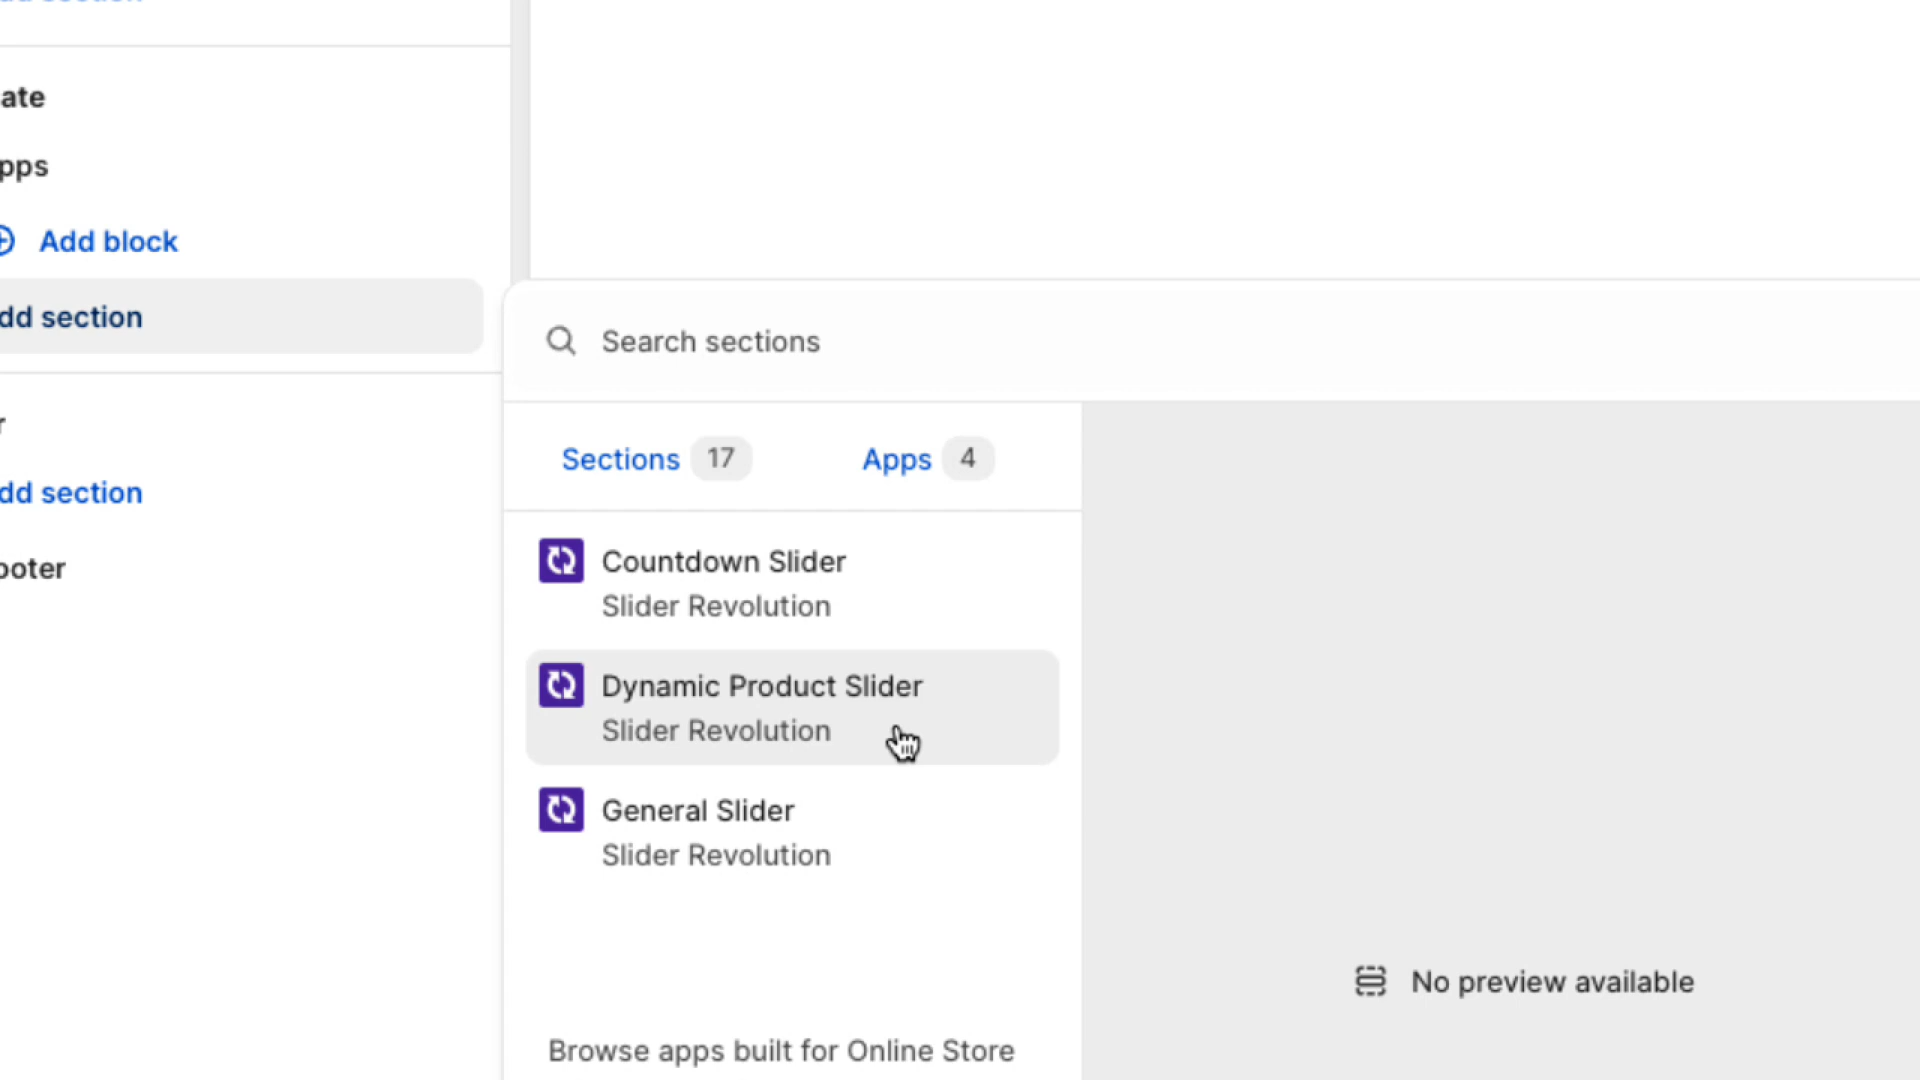 ate
pps
Add block
dd section
r
dd section
ooter
Search sections
Sections 17 Apps 4
Countdown Slider
Slider Revolution
Dynamic Product Slider
Slider Revolution
General Slider
Slider Revolution
No preview available
Browse apps built for Online Store